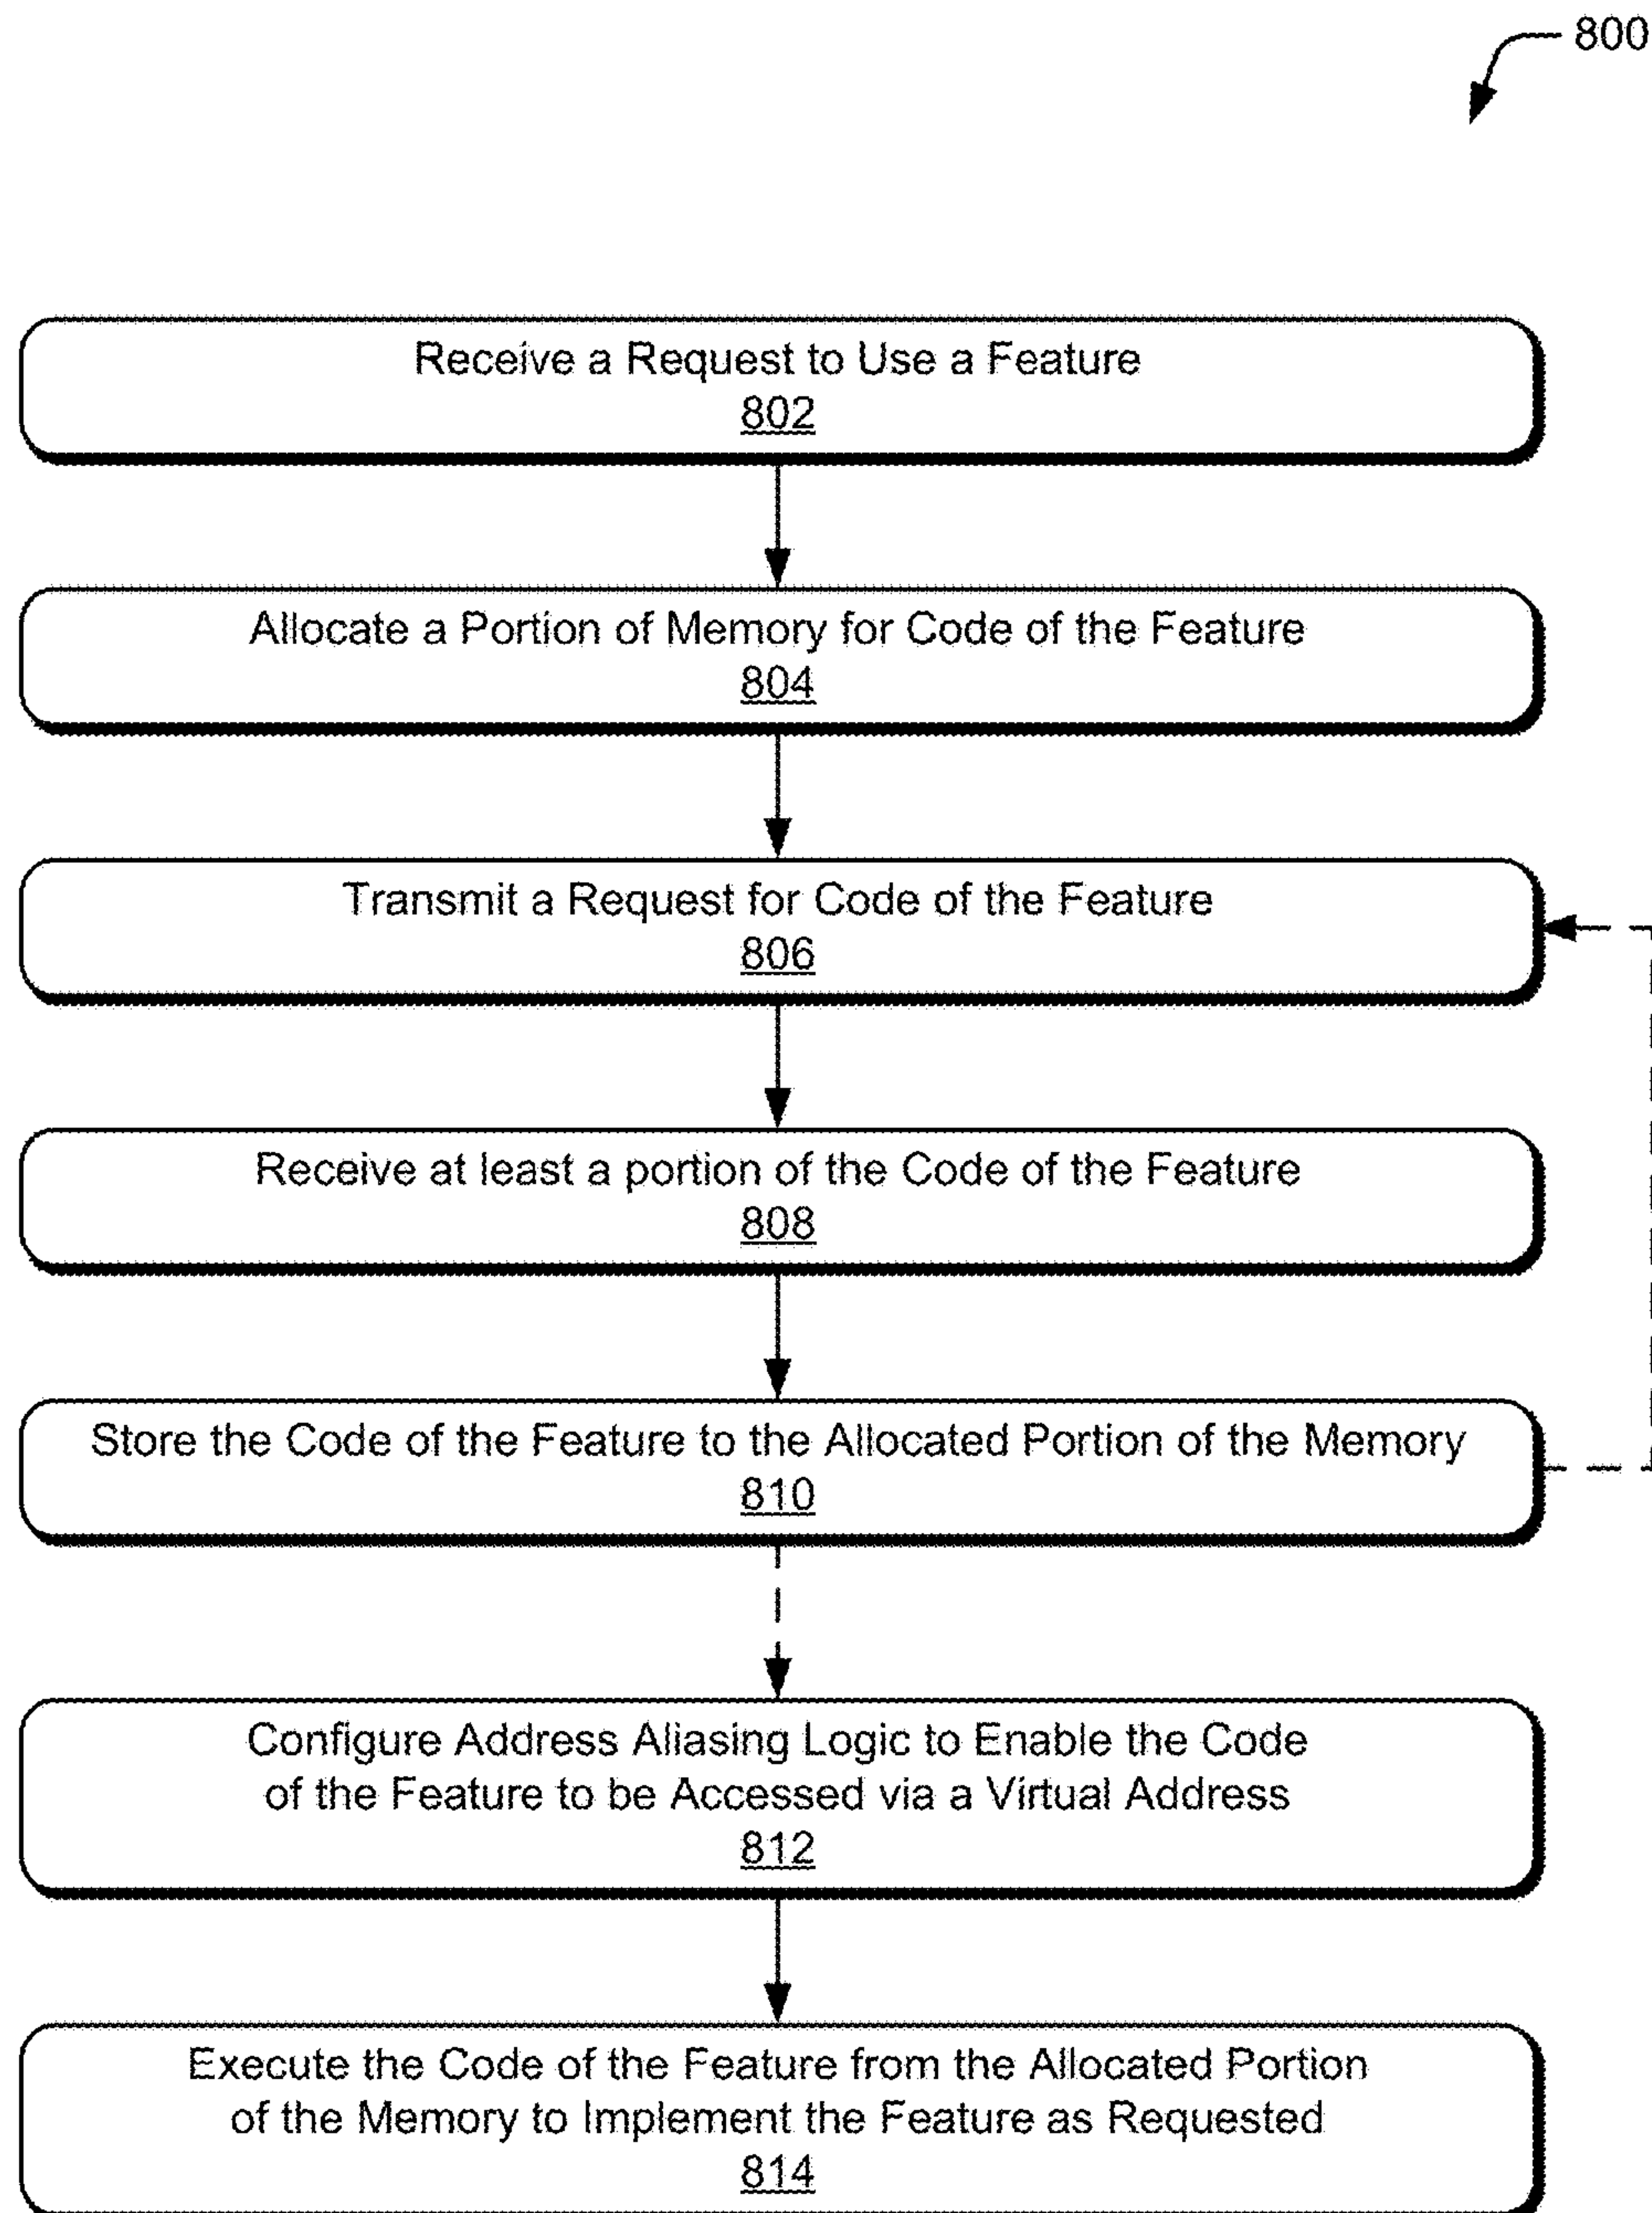 800
Receive a Request to Use a Feature
802
Allocate a Portion of Memory for Code of the Feature
804
Transmit a Request for Code of the Feature
806
Receive at least a portion of the Code of the Feature
808
Store the Code of the Feature to the Allocated Portion of the Memory
810
Configure Address Aliasing Logic to Enable the Code
of the Feature to be Accessed via a Virtual Address
812
Execute the Code of the Feature from the Allocated Portion
of the Memory to Implement the Feature as Requested
814